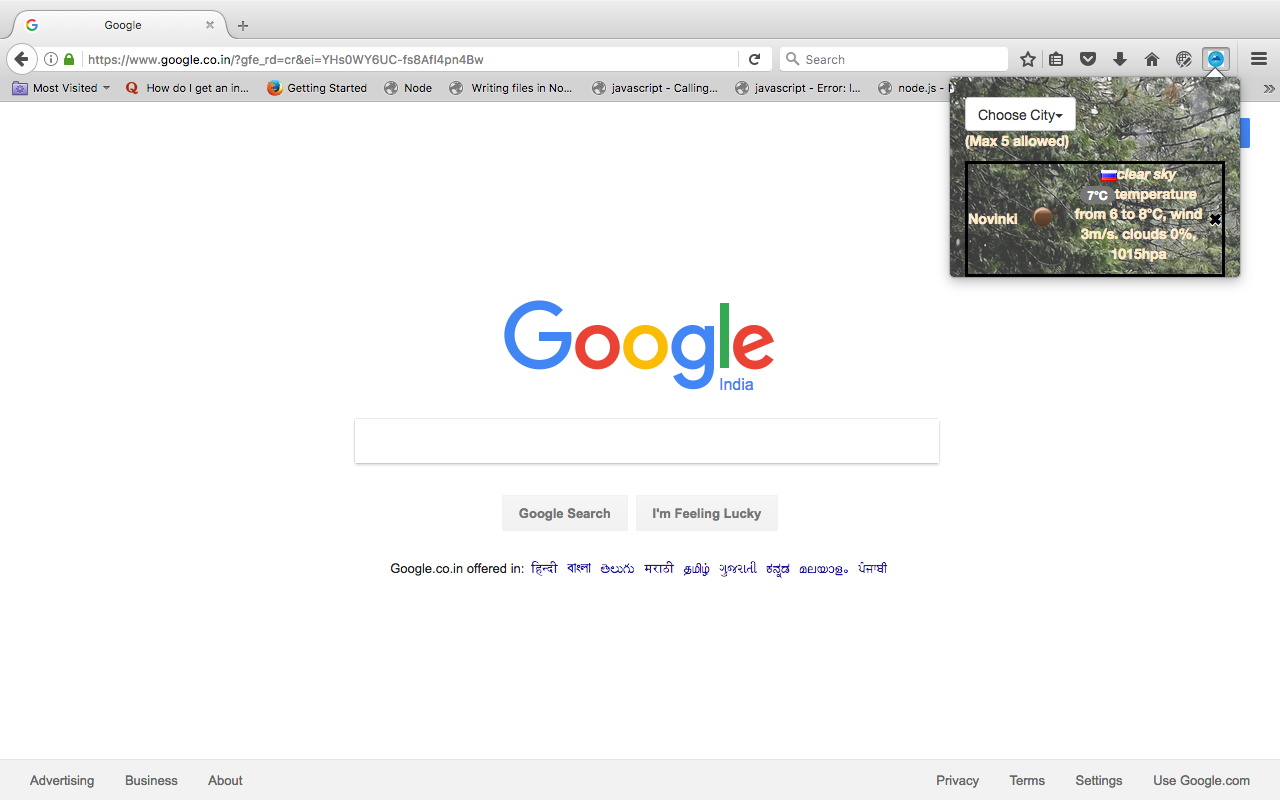 Google
https://www.google.co.in/?gfe_rd=cr&ei=YHs0WY6UC-fs8AfI4pn4Bw
Search
Most Visited
How do I get an in...
Getting Started
Node
Writing files in No...
javascript - Calling...
javascript - Error: I...
node.js -
Choose City
(Max 5 allowed)
Novinki
clear sky
7°C temperature
from 6 to 8°C, wind
3m/s. clouds 0%,
1015hpa
Google
India
Google Search
I'm Feeling Lucky
Google.co.in offered in: हिन्दी বাংলা తెలుగు मराठी தமிழ் ગુજરાતી ಕನ್ನಡ മലയാളം ਪੰਜਾਬੀ
Advertising
Business
About
Privacy
Terms
Settings
Use Google.com